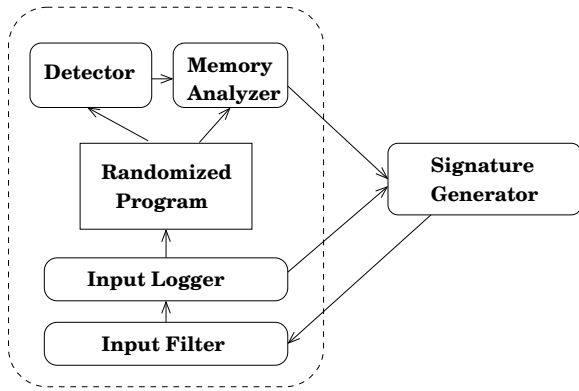 Detector
Memory
Analyzer
Randomized
Program
Signature
Generator
Input Logger
Input Filter